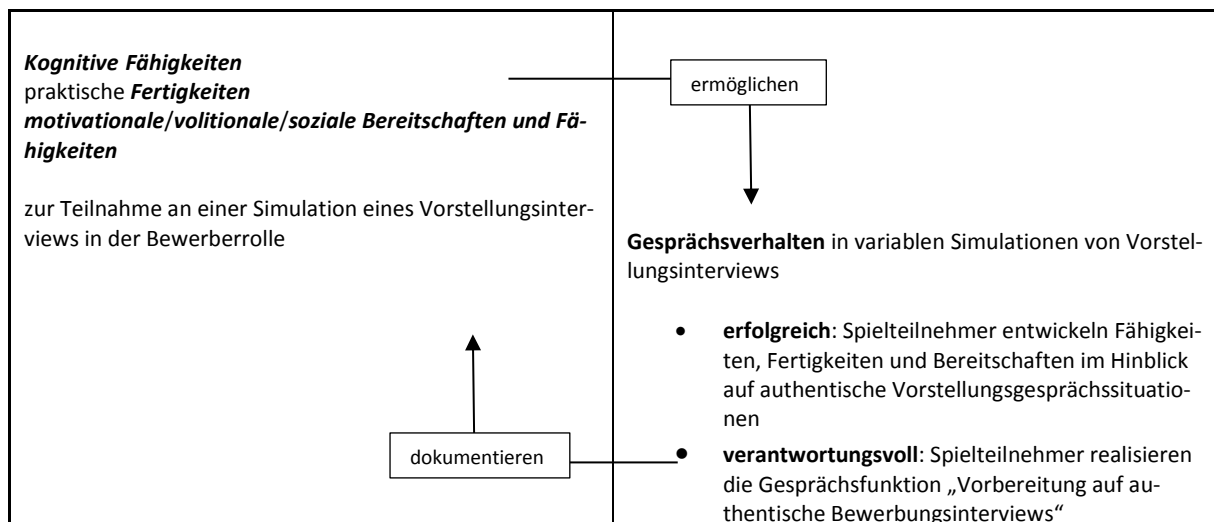 Kognitive Fähigkeiten
praktische Fertigkeiten
motivationale/volitionale/soziale Bereitschaften und Fä-
higkeiten
zur Teilnahme an einer Simulation eines Vorstellungsinter-
views in der Bewerberrolle
dokumentieren
ermöglichen
Gesprächsverhalten in variablen Simulationen von Vorstel-
lungsinterviews
• erfolgreich: Spielteilnehmer entwickeln Fähigkei-
ten, Fertigkeiten und Bereitschaften im Hinblick
auf authentische Vorstellungsgesprächssituatio-
nen
• verantwortungsvoll: Spielteilnehmer realisieren
die Gesprächsfunktion „Vorbereitung auf au-
thentische Bewerbungsinterviews“